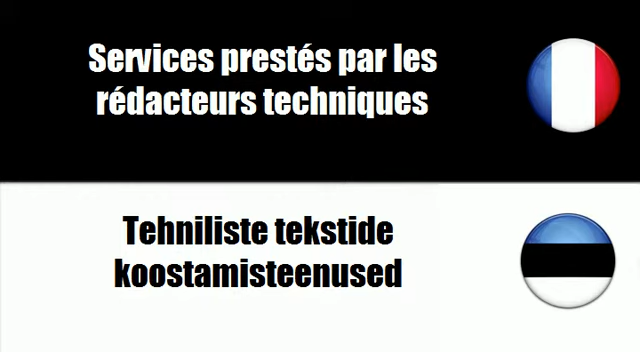 Services prestés par les
rédacteurs techniques
Tehniliste tekstide
koostamisteenused